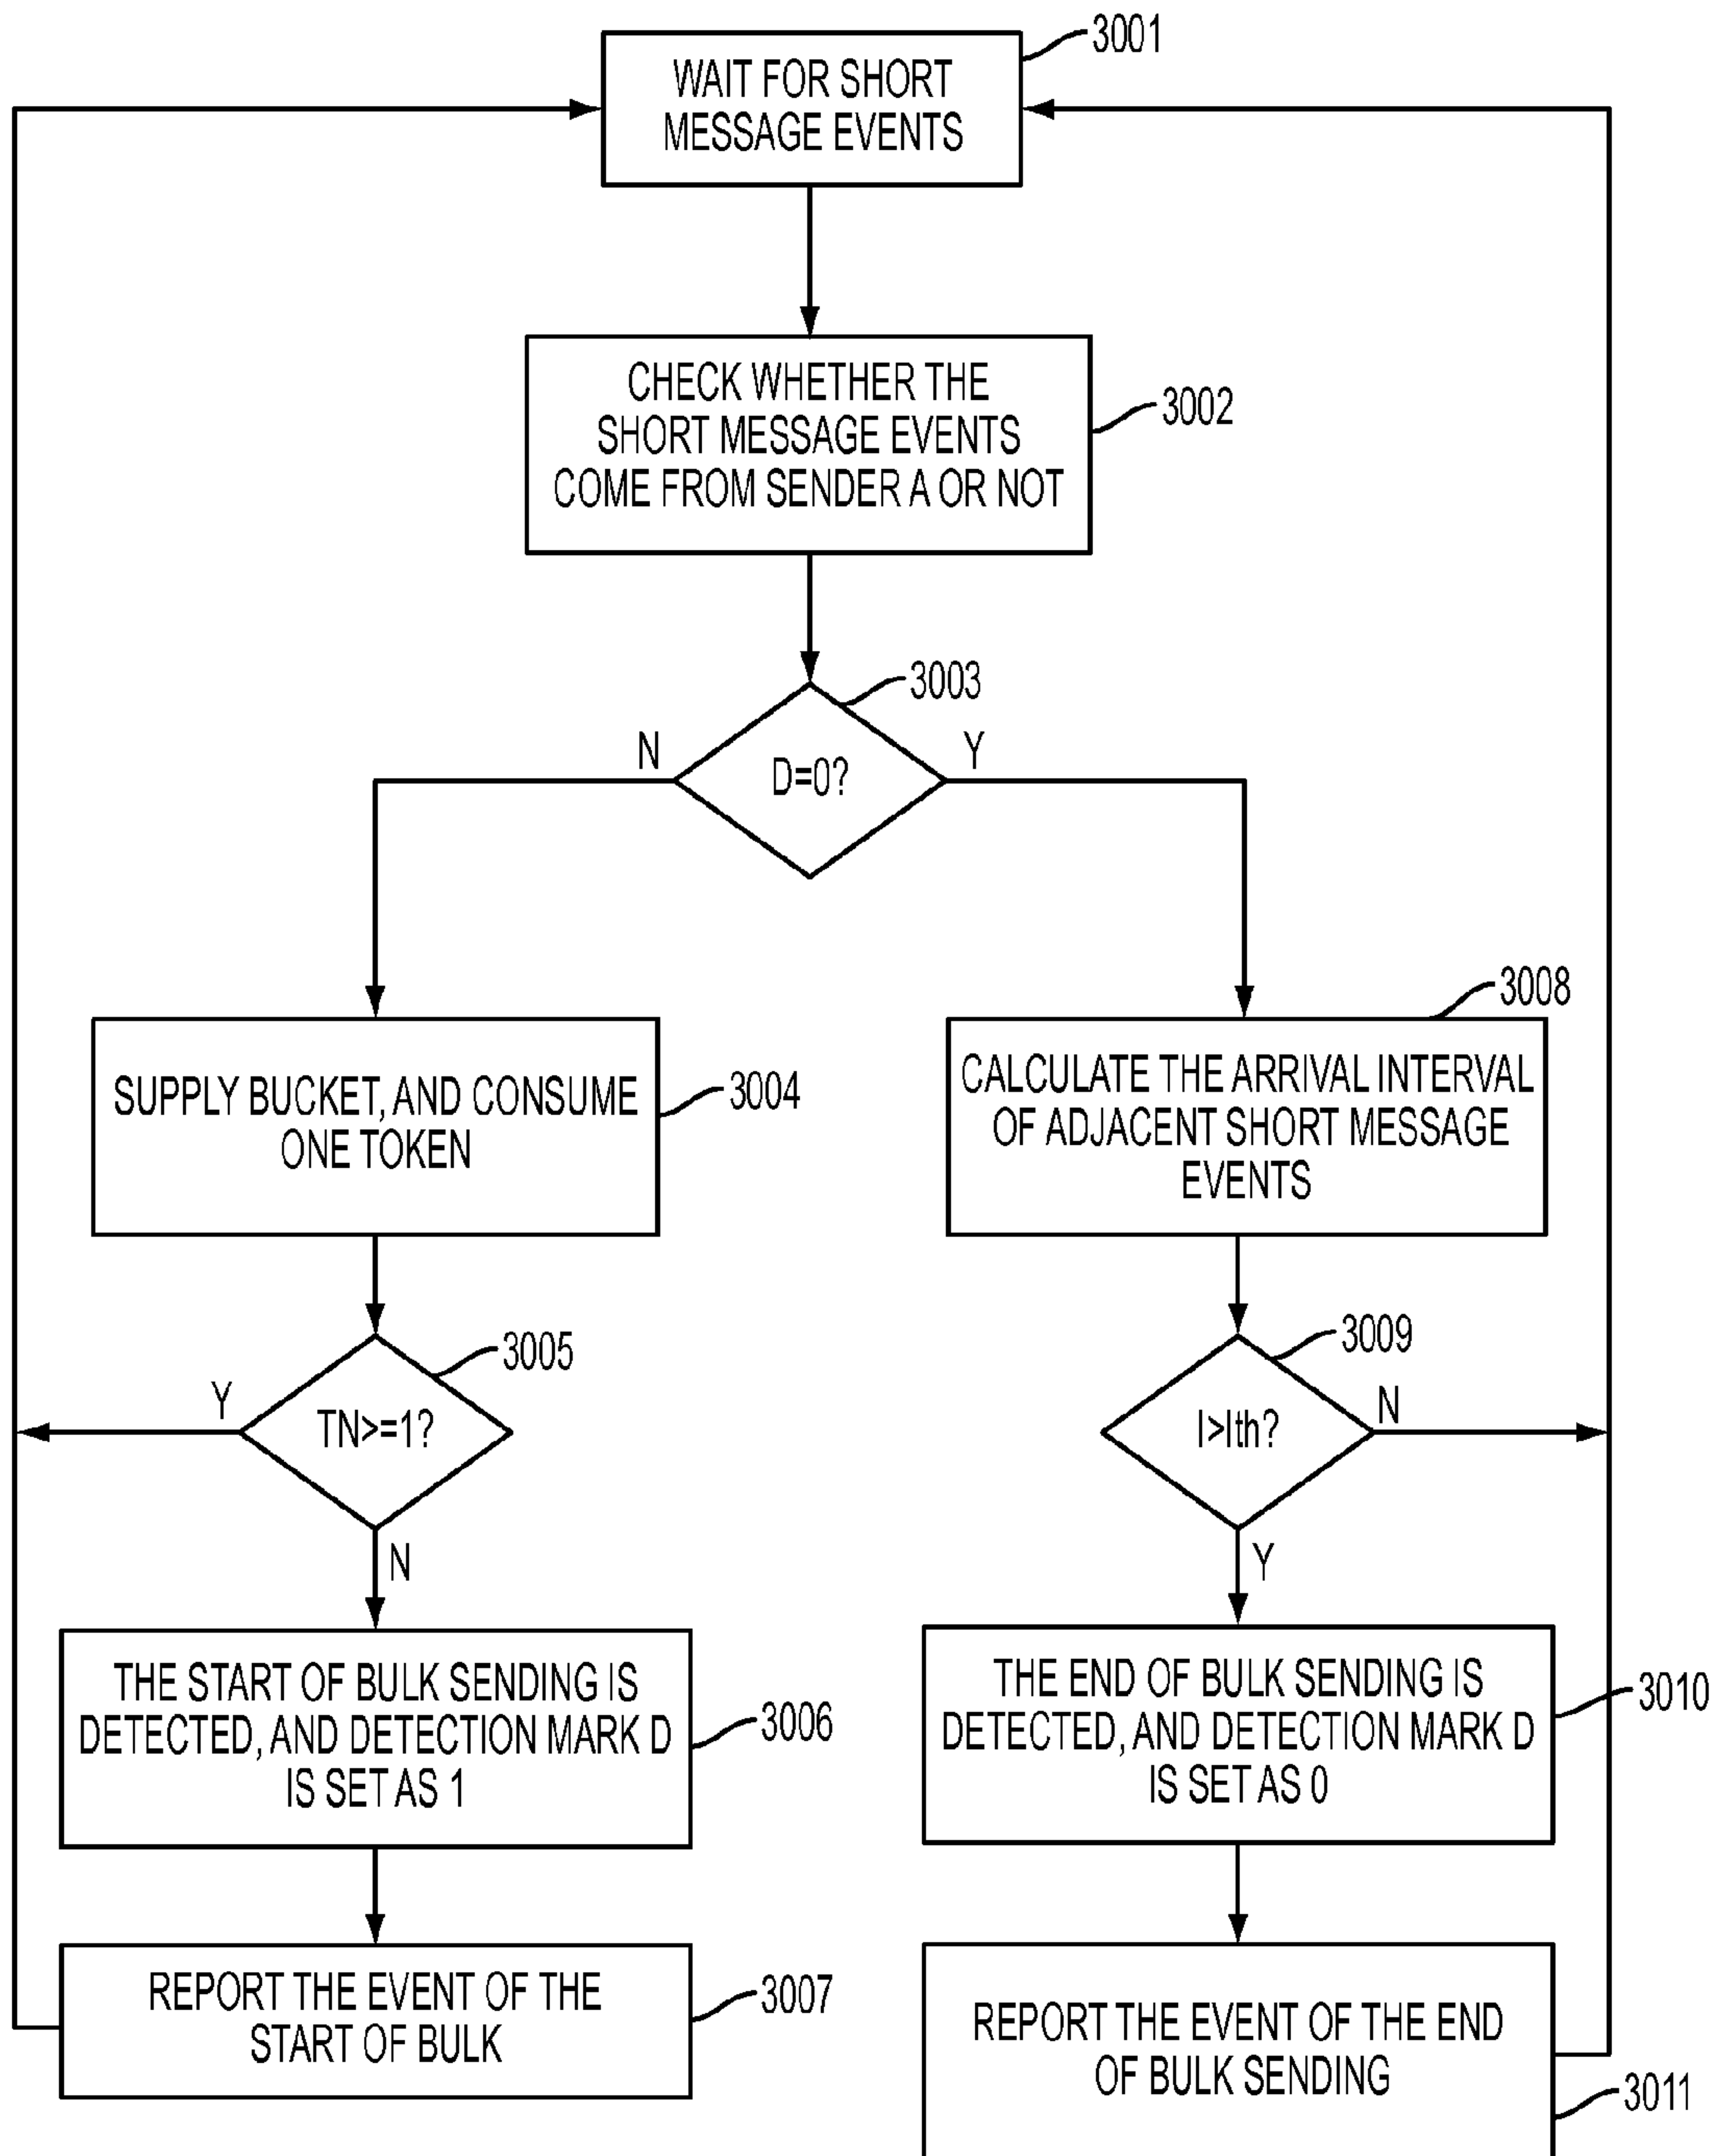 3001
WAIT FOR SHORT
MESSAGE EVENTS
CHECK WHETHER THE
SHORT MESSAGE EVENTS
COME FROM SENDER A OR NOT
3002
3003
N
Y
D=0?
3008
SUPPLY BUCKET, AND CONSUME
ONE TOKEN
3004
CALCULATE THE ARRIVAL INTERVAL
OF ADJACENT SHORT MESSAGE
EVENTS
3005
Y
TN>=1?
N
3009
I>Ith?
N
Y
THE START OF BULK SENDING IS
DETECTED, AND DETECTION MARK D
IS SET AS 1
3006
THE END OF BULK SENDING IS
DETECTED, AND DETECTION MARK D
IS SET AS 0
3010
REPORT THE EVENT OF THE
START OF BULK
3007
REPORT THE EVENT OF THE END
OF BULK SENDING
3011